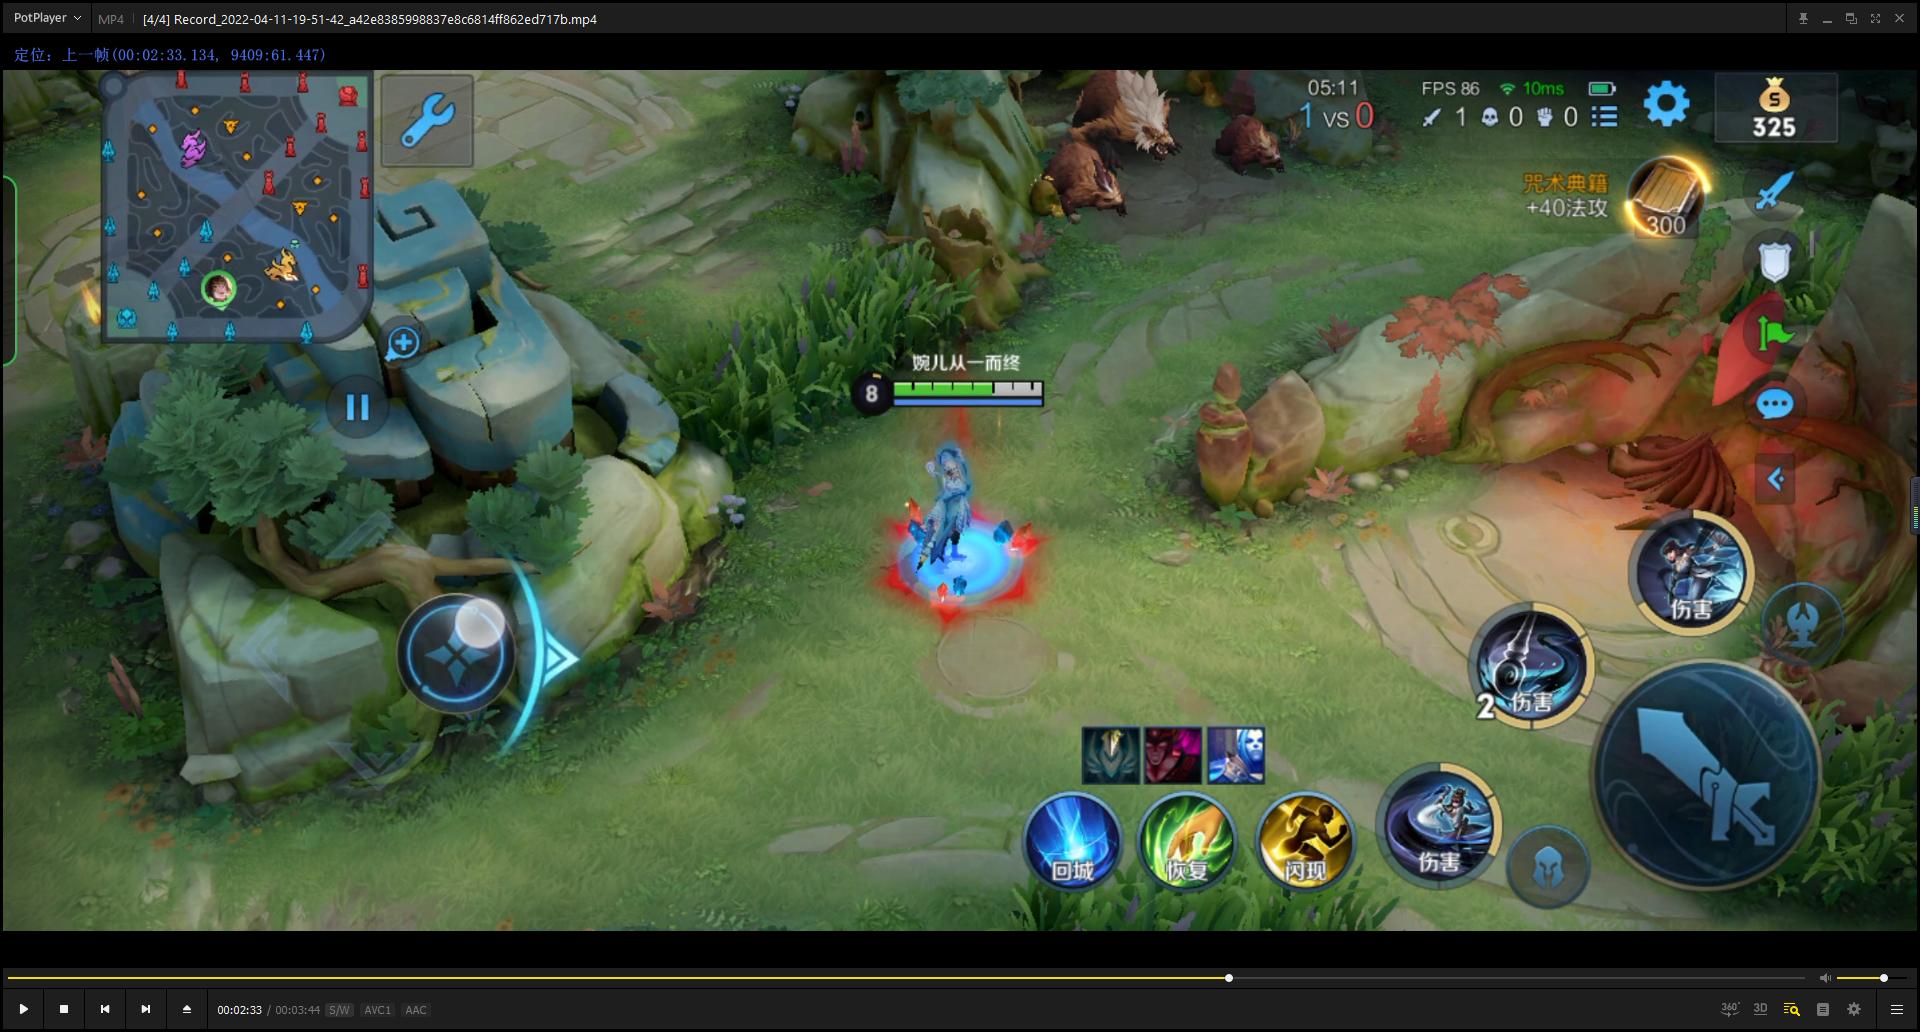 PotPlayer
MP4
[4/4] Record_2022-04-11-19-51-42_a42e8385998837e8c6814ff862ed717b.mp4
定位: 上一帧(00:02:33.134, 9409:61.447)
05:11
FPS 86
10ms
1 VS 0
1
0
0
325
咒术典籍
+40法攻
300
婉儿从一而终
8
伤害
2
伤害
伤害
回城
恢复
闪现
00:02:33 / 00:03:44
S/W
AVC1
AAC
360°
3D